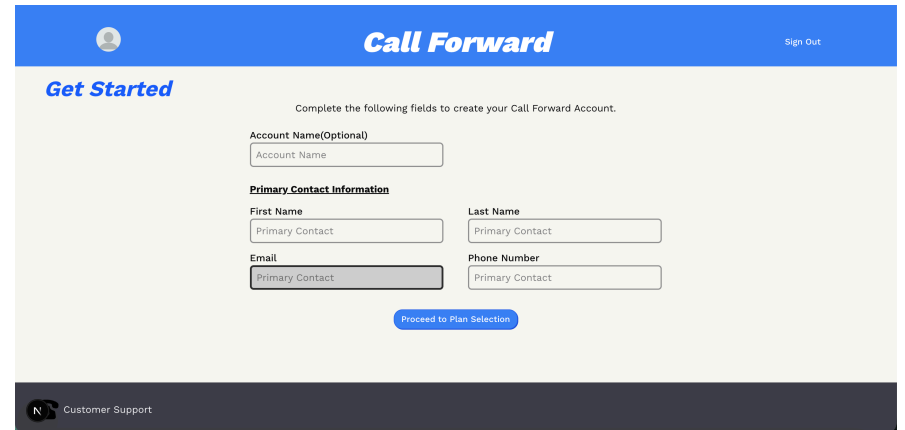 Call Forward
Sign Out
Get Started
Complete the following fields to create your Call Forward Account.
Account Name(Optional)
Account Name
Primary Contact Information
First Name
Last Name
Primary Contact
Primary Contact
Email
Phone Number
Primary Contact
Primary Contact
Proceed to Plan Selection
N
Customer Support